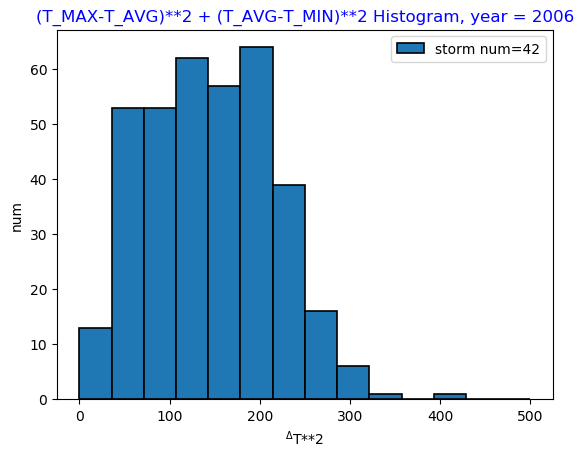 (T_MAX-T_AVG)**2 + (T_AVG-T_MIN)**2 Histogram, year = 2006
storm num=42
60
50
40
30
20
10
0
num
0 100 200 300 400 500
ΔT**2